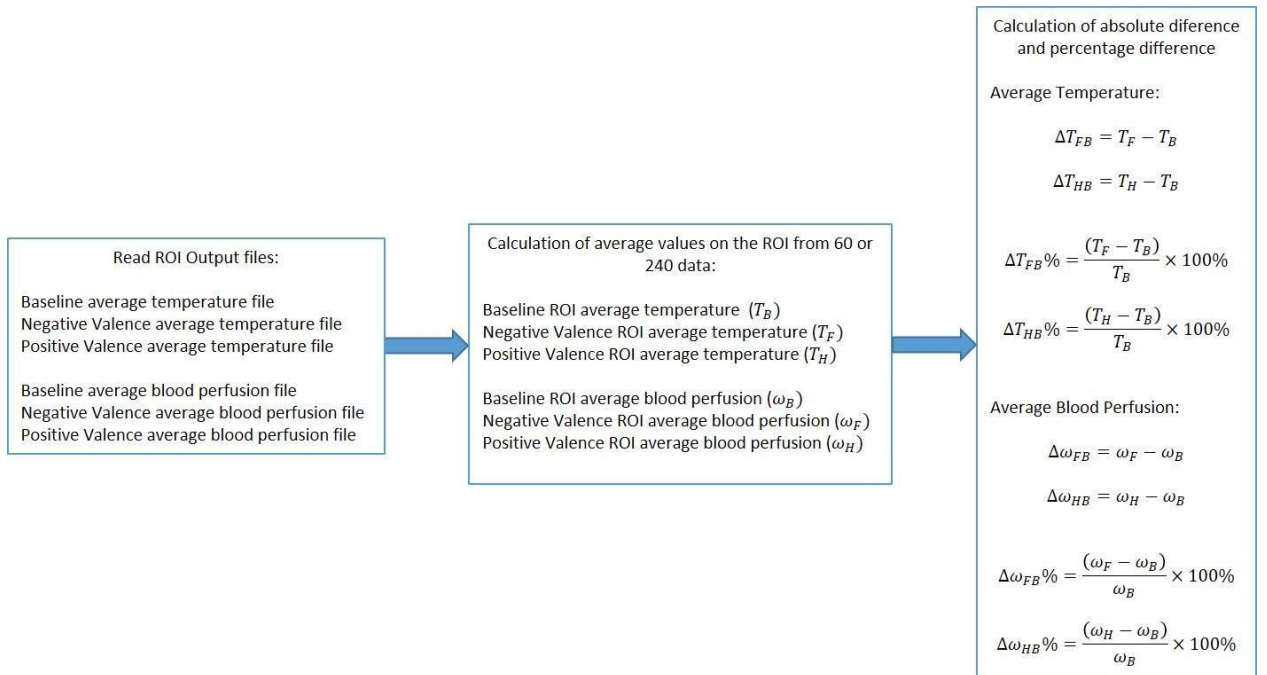 Read ROI Output files:
Baseline average temperature file
Negative Valence average temperature file
Positive Valence average temperature file
Baseline average blood perfusion file
Negative Valence average blood perfusion file
Positive Valence average blood perfusion file
Calculation of average values on the ROI from 60 or
240 data:
Baseline ROI average temperature (T_B)
Negative Valence ROI average temperature (T_F)
Positive Valence ROI average temperature (T_H)
Baseline ROI average blood perfusion (ω_B)
Negative Valence ROI average blood perfusion (ω_F)
Positive Valence ROI average blood perfusion (ω_H)
Calculation of absolute diference
and percentage difference
Average Temperature:
ΔT_FB = T_F − T_B
ΔT_HB = T_H − T_B
ΔT_FB% = (T_F − T_B) / T_B × 100%
ΔT_HB% = (T_H − T_B) / T_B × 100%
Average Blood Perfusion:
Δω_FB = ω_F − ω_B
Δω_HB = ω_H − ω_B
Δω_FB% = (ω_F − ω_B) / ω_B × 100%
Δω_HB% = (ω_H − ω_B) / ω_B × 100%